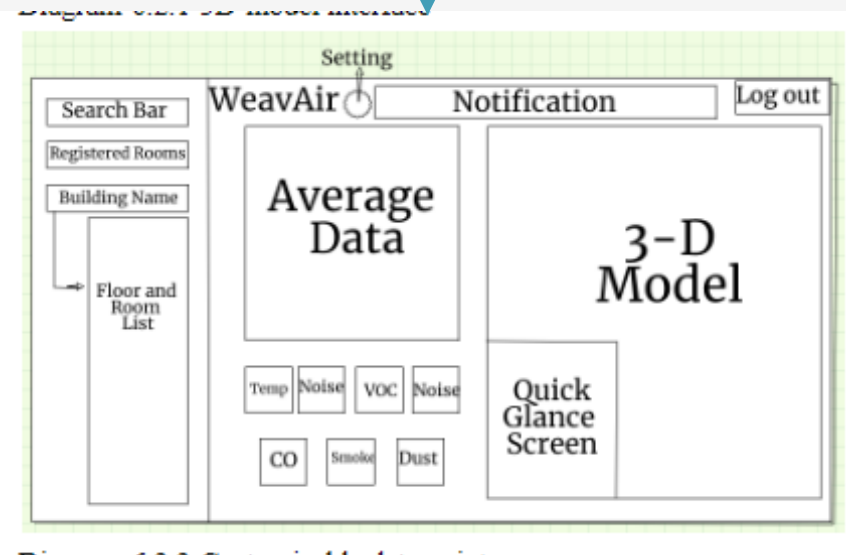 Setting
WeavAir
Notification
Log out
Search Bar
Registered Rooms
Building Name
Floor and
Room
List
Average
Data
3-D
Model
Temp
Noise
VOC
Noise
CO
Smoke
Dust
Quick
Glance
Screen